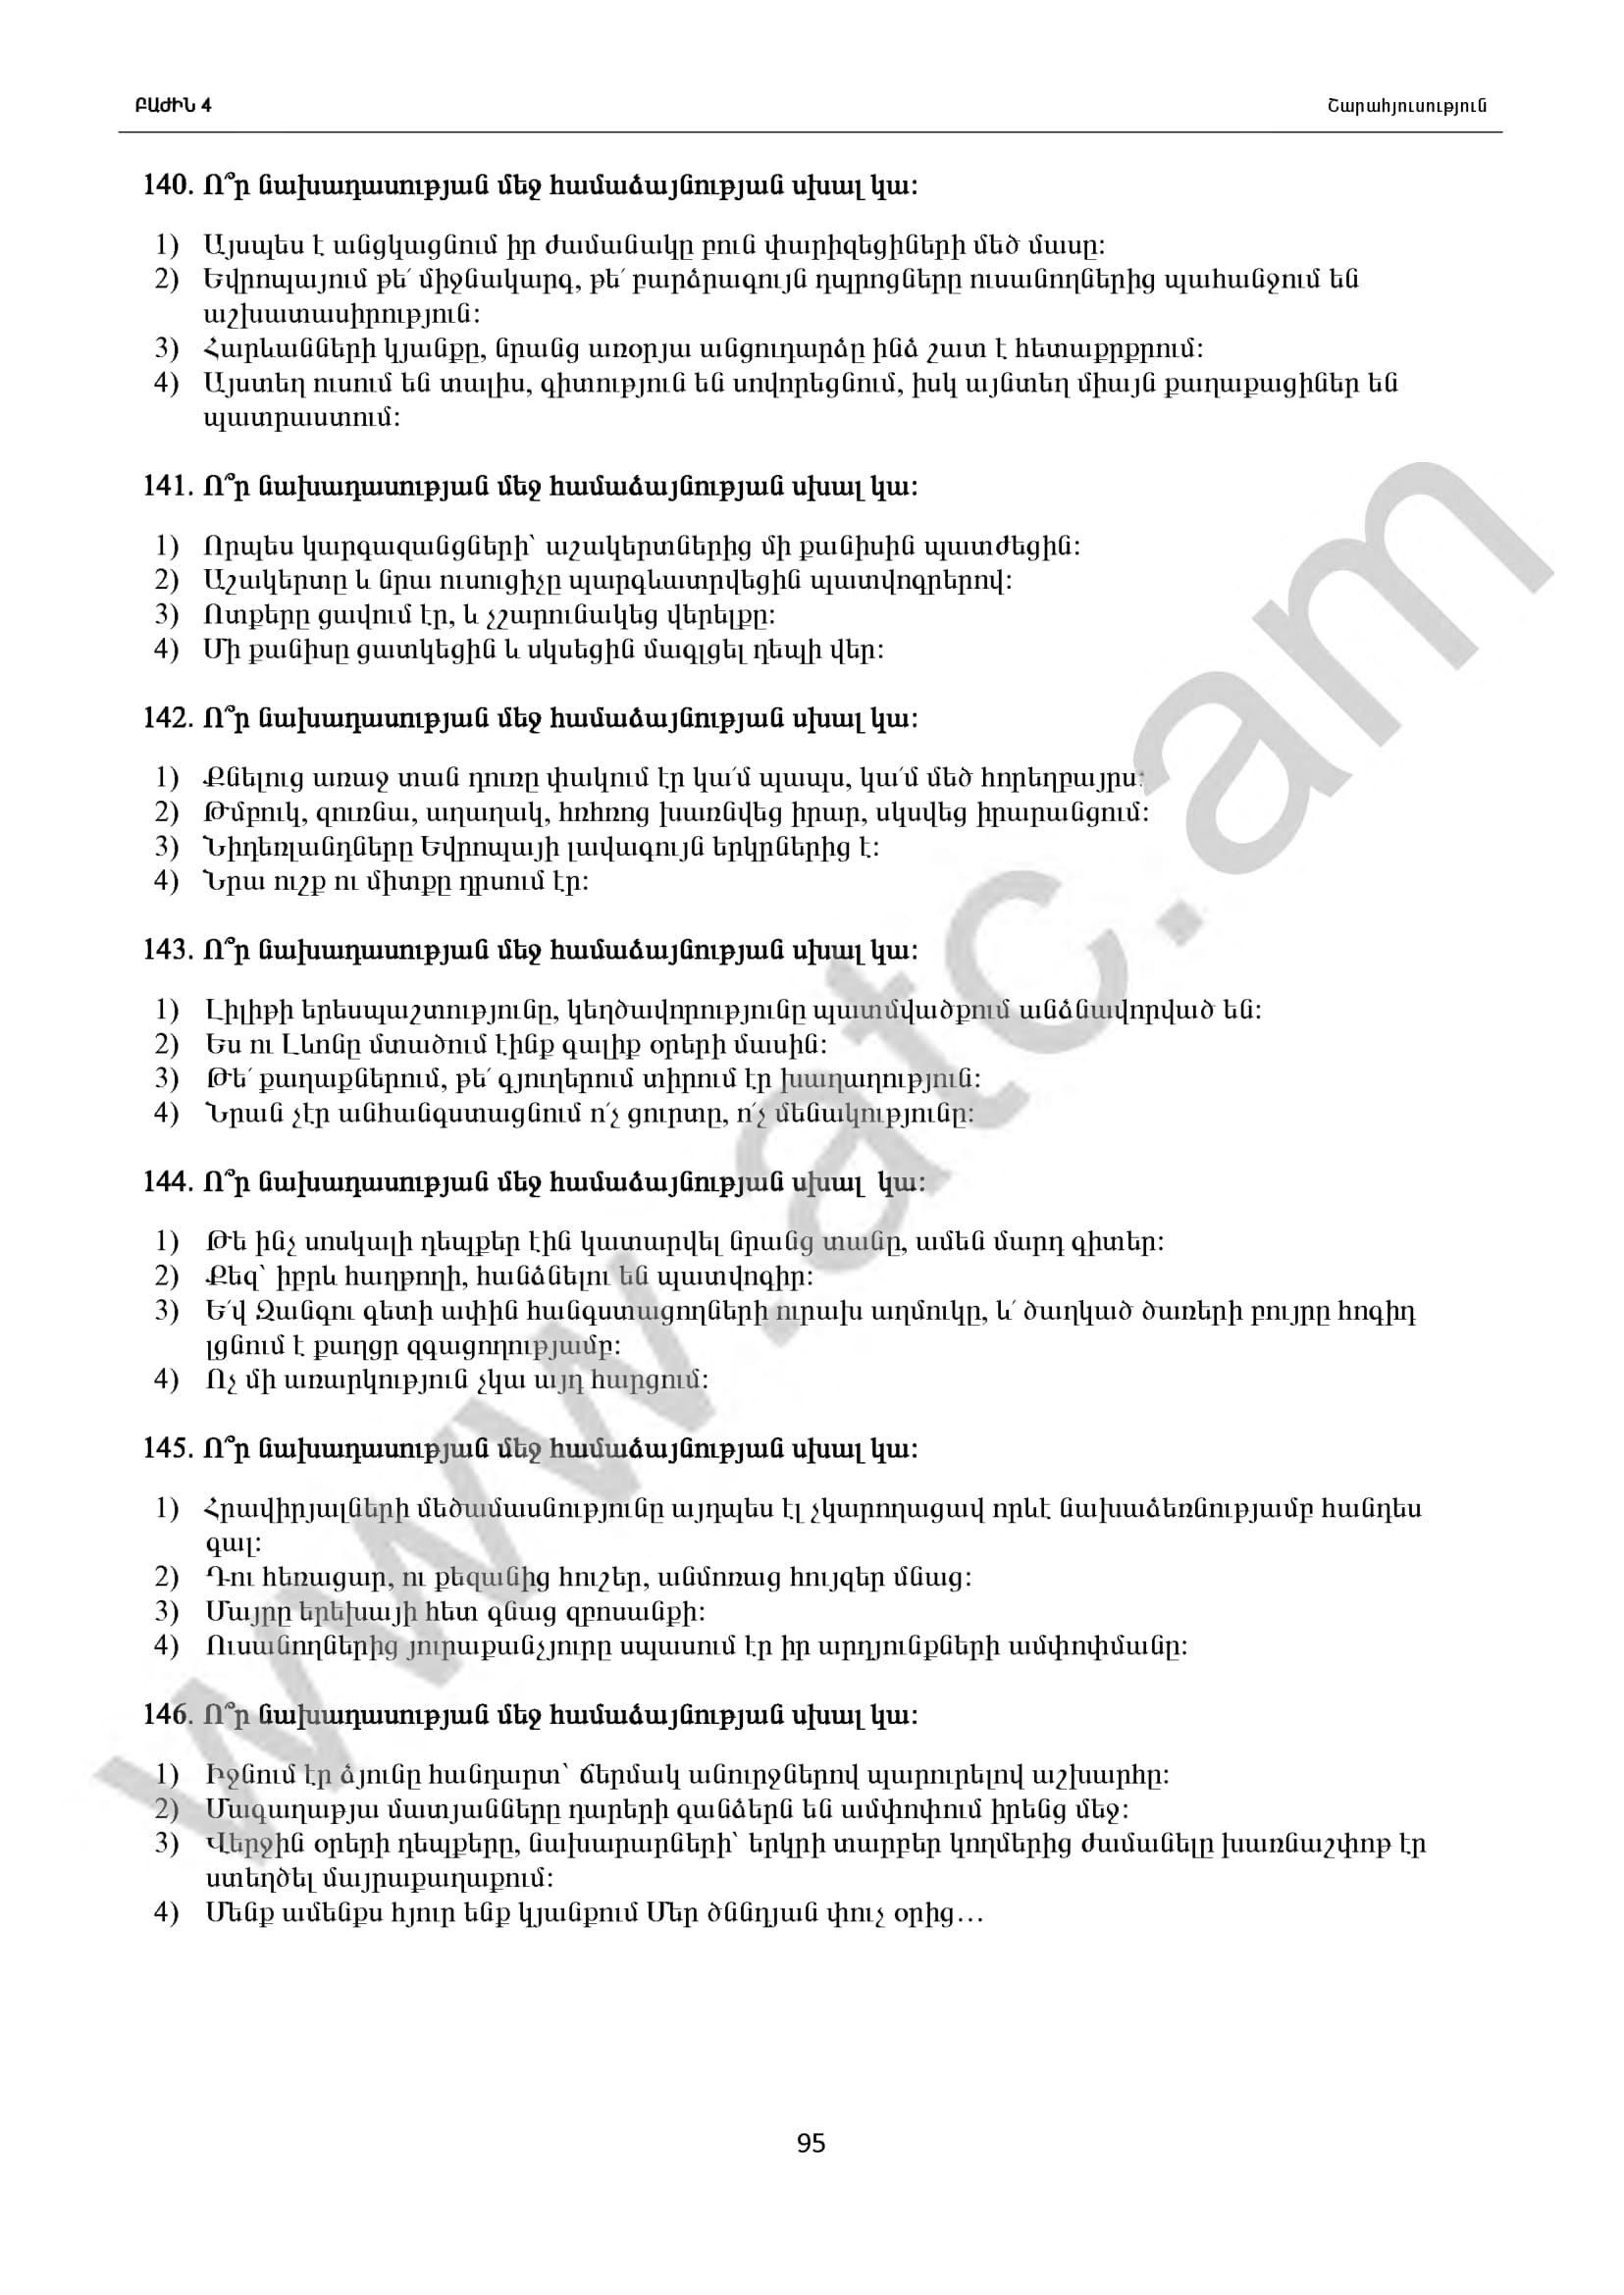 ԲԱԺԻՆ 4 Շարահյուսություն
140. Ո՞ր նախադասության մեջ համաձայնության սխալ կա:
1) Այսպես է անցկացնում իր ժամանակը բուն փարիզեցիների մեծ մասը:
2) Եվրոպայում թե՛ միջնակարգ, թե՛ բարձրագույն դպրոցները ուսանողներից պահանջում են
աշխատասիրություն:
3) Հարևանների կյանքը, նրանց առօրյա անցուդարձը ինձ շատ է հետաքրքրում:
4) Այստեղ ուսում են տալիս, գիտություն են սովորեցնում, իսկ այնտեղ միայն քաղաքացիներ են
պատրաստում:
141. Ո՞ր նախադասության մեջ համաձայնության սխալ կա:
1) Որպես կարգազանցների՝ աշակերտներից մի քանիսին պատժեցին:
2) Աշակերտը և նրա ուսուցիչը պարգևատրվեցին պատվոգրերով:
3) Ոտքերը ցավում էր, և չշարունակեց վերելքը:
4) Մի քանիսը ցատկեցին և սկսեցին մագլցել դեպի վեր:
142. Ո՞ր նախադասության մեջ համաձայնության սխալ կա:
1) Քնելուց առաջ տան դուռը փակում էր կա՛մ պապս, կա՛մ մեծ հորեղբայրս:
2) Թմբուկ, զուռնա, աղաղակ, հռհռոց խառնվեց իրար, սկսվեց իրարանցում:
3) Նիդեռլանդները Եվրոպայի լավագույն երկրներից է:
4) Նրա ուշք ու միտքը դրսում էր:
143. Ո՞ր նախադասության մեջ համաձայնության սխալ կա:
1) Լիլիթի երեսպաշտությունը, կեղծավորությունը պատմվածքում անձնավորված են:
2) Ես ու Լևոնը մտածում էինք գալիք օրերի մասին:
3) Թե՛ քաղաքներում, թե՛ գյուղերում տիրում էր խաղաղություն:
4) Նրան չէր անհանգստացնում ո՛չ ցուրտը, ո՛չ մենակությունը:
144. Ո՞ր նախադասության մեջ համաձայնության սխալ կա:
1) Թե ինչ սոսկալի դեպքեր էին կատարվել նրանց տանը, ամեն մարդ գիտեր:
2) Քեզ՝ իբրև հաղթողի, հանձնելու են պատվոգիր:
3) Ե՛վ Զանգու գետի ափին հանգստացողների ուրախ աղմուկը, և՛ ծաղկած ծառերի բույրը հոգիդ
լցնում է քաղցր զգացողությամբ:
4) Ոչ մի առարկություն չկա այդ հարցում:
145. Ո՞ր նախադասության մեջ համաձայնության սխալ կա:
1) Հրավիրյալների մեծամասնությունը այդպես էլ չկարողացավ որևէ նախաձեռնությամբ հանդես
գալ:
2) Դու հեռացար, ու քեզանից հուշեր, անմոռաց հույզեր մնաց:
3) Մայրը երեխայի հետ գնաց զբոսանքի:
4) Ուսանողներից յուրաքանչյուրը սպասում էր իր արդյունքների ամփոփմանը:
146. Ո՞ր նախադասության մեջ համաձայնության սխալ կա:
1) Իջնում էր ձյունը հանդարտ՝ ճերմակ անուրջներով պարուրելով աշխարհը:
2) Մագաղաթյա մատյանները դարերի գանձերն են ամփոփում իրենց մեջ:
3) Վերջին օրերի դեպքերը, նախարարների՝ երկրի տարբեր կողմերից ժամանելը խառնաշփոթ էր
ստեղծել մայրաքաղաքում:
4) Մենք ամենքս հյուր ենք կյանքում Մեր ծննդյան փուչ օրից…
95
www.atc.am